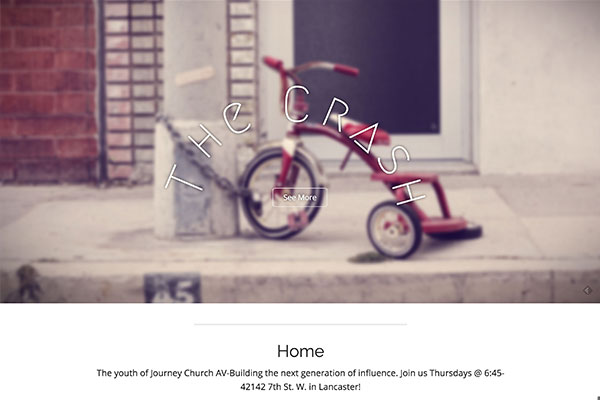 THe CRASH
See More
45
Home
The youth of Journey Church AV-Building the next generation of influence. Join us Thursdays @ 6:45-
42142 7th St. W. in Lancaster!